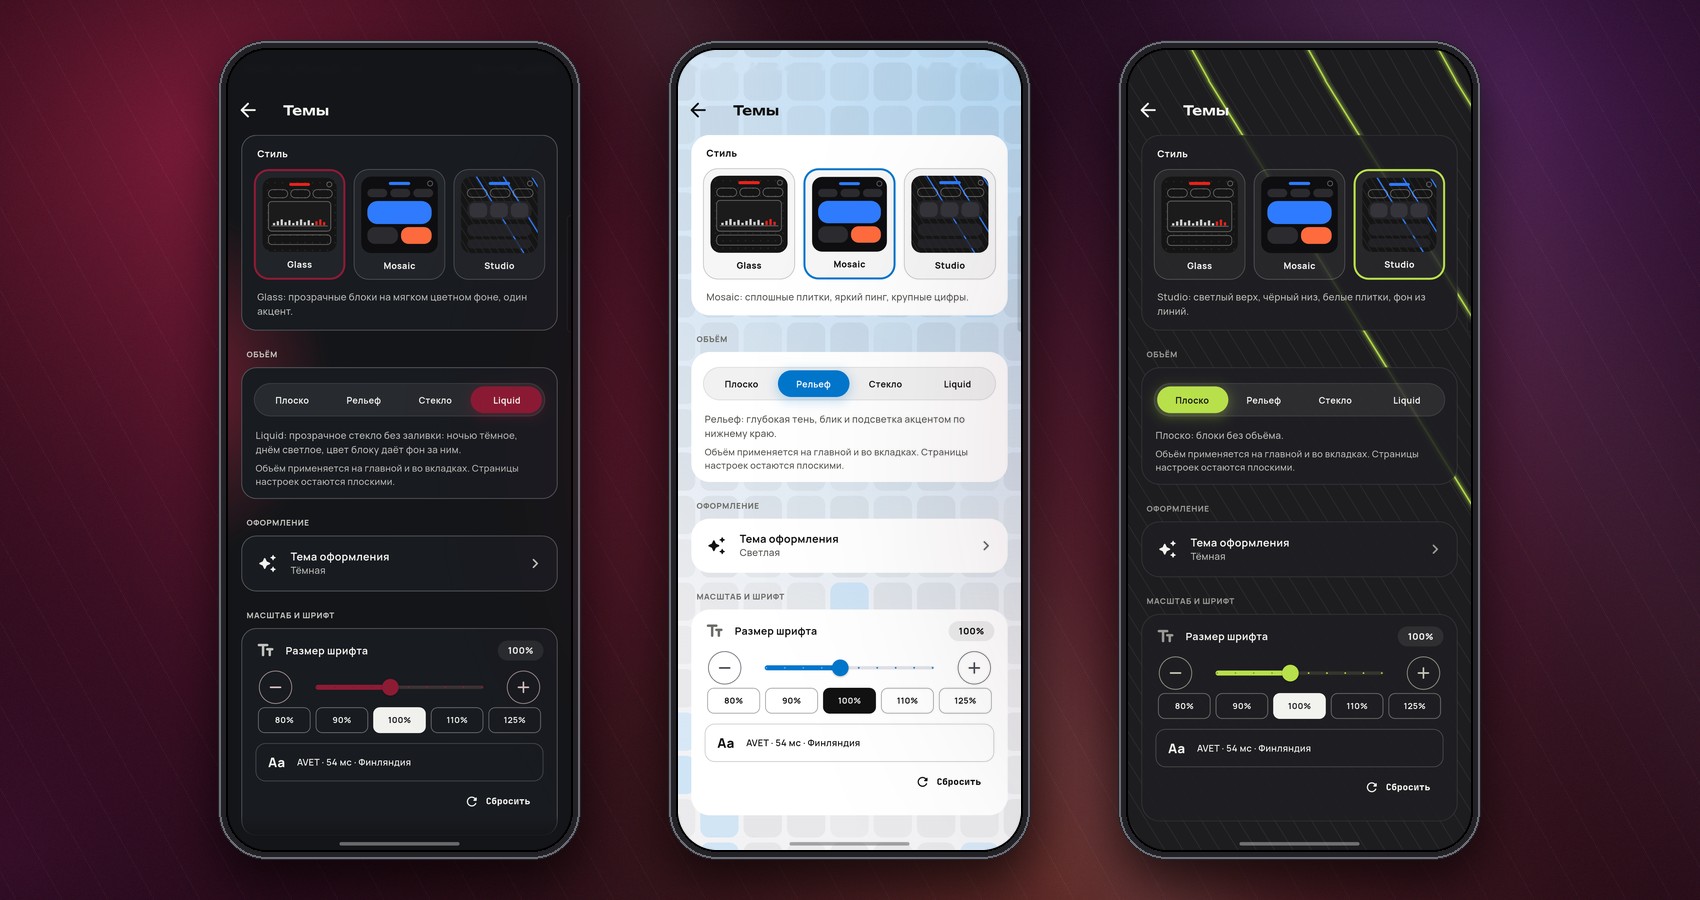 Темы
Стиль
Glass
Mosaic
Studio
Glass: прозрачные блоки на мягком цветном фоне, один
акцент.
ОБЪЁМ
Плоско
Рельеф
Стекло
Liquid
Liquid: прозрачное стекло без заливки: ночью тёмное,
днём светлое, цвет блоку даёт фон за ним.
Объём применяется на главной и во вкладках. Страницы
настроек остаются плоскими.
ОФОРМЛЕНИЕ
Тема оформления
Тёмная
МАСШТАБ И ШРИФТ
Тт Размер шрифта 100%
80% 90% 100% 110% 125%
Aa AVET · 54 мс · Финляндия
Сбросить
Темы
Стиль
Glass
Mosaic
Studio
Mosaic: сплошные плитки, яркий пинг, крупные цифры.
ОБЪЁМ
Плоско
Рельеф
Стекло
Liquid
Рельеф: глубокая тень, блик и подсветка акцентом по
нижнему краю.
Объём применяется на главной и во вкладках. Страницы
настроек остаются плоскими.
ОФОРМЛЕНИЕ
Тема оформления
Светлая
МАСШТАБ И ШРИФТ
Тт Размер шрифта 100%
80% 90% 100% 110% 125%
Aa AVET · 54 мс · Финляндия
Сбросить
Темы
Стиль
Glass
Mosaic
Studio
Studio: светлый верх, чёрный низ, белые плитки, фон из
линий.
ОБЪЁМ
Плоско
Рельеф
Стекло
Liquid
Плоско: блоки без объёма.
Объём применяется на главной и во вкладках. Страницы
настроек остаются плоскими.
ОФОРМЛЕНИЕ
Тема оформления
Тёмная
МАСШТАБ И ШРИФТ
Тт Размер шрифта 100%
80% 90% 100% 110% 125%
Aa AVET · 54 мс · Финляндия
Сбросить